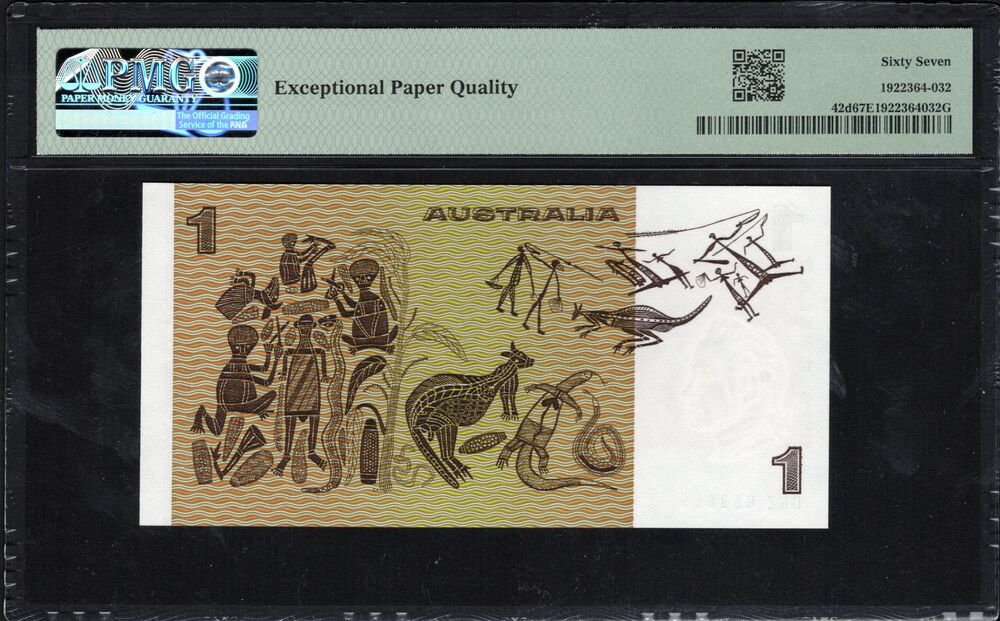 PMG
PAPER MONEY GUARANTY
The Official Grading
Service of the ANA
Exceptional Paper Quality
Sixty Seven
1922364-032
42d67E1922364032G
1
AUSTRALIA
1